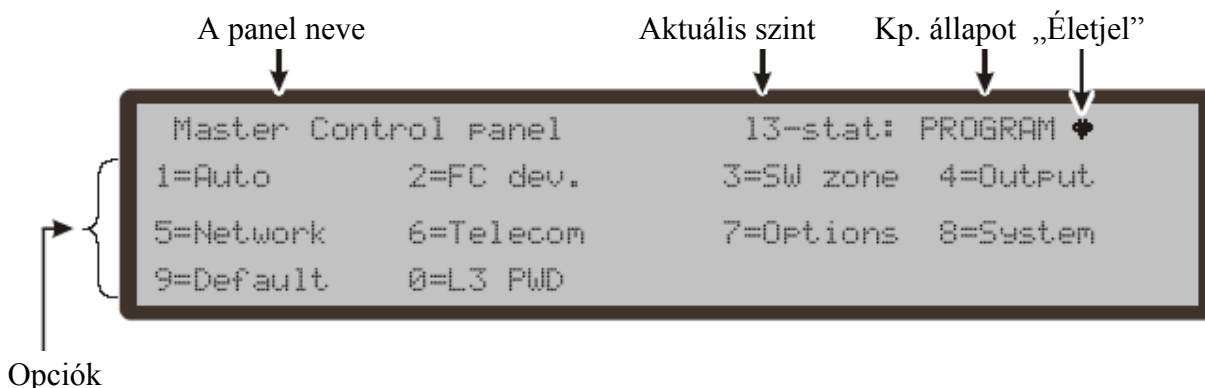 A panel neve Aktuális szint Kp. állapot „Életjel”
Master Control panel l3-stat: PROGRAM
1=Auto 2=FC dev. 3=SW zone 4=Output
5=Network 6=Telecom 7=Options 8=System
9=Default 0=L3 PWD
Opciók